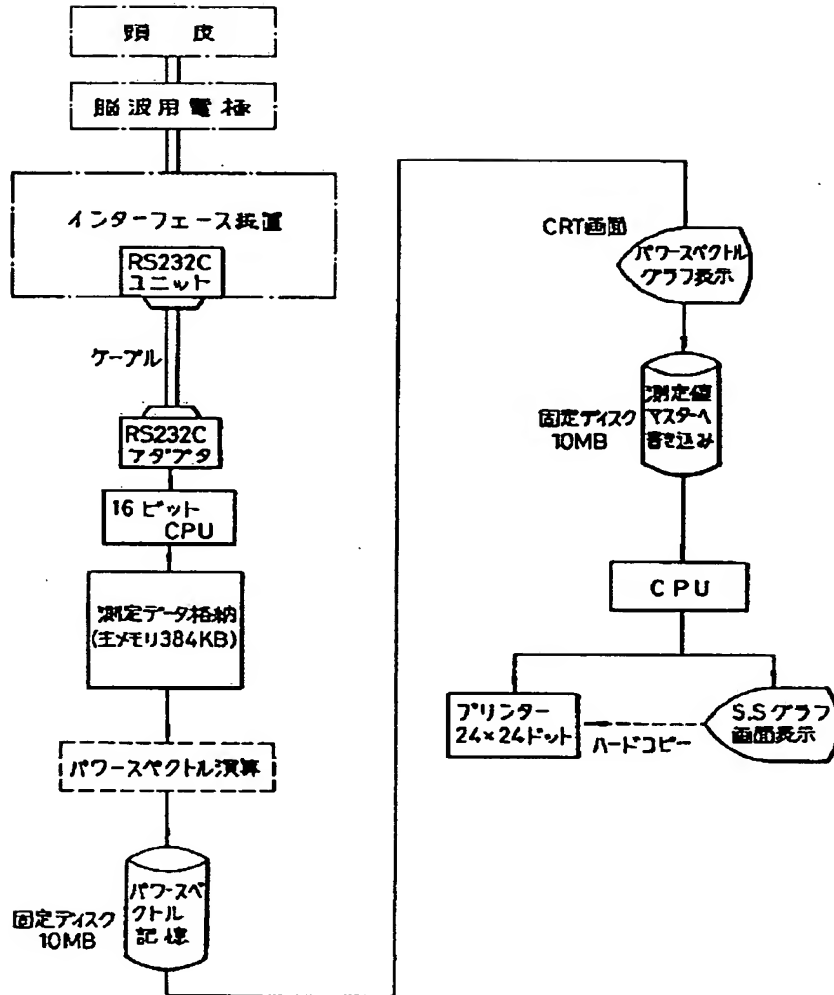 頭皮
脳波用電極
インターフェース装置
RS232C
ユニット
ケーブル
RS232C
アダプタ
16ビット
CPU
測定データ格納
(主メモリ384KB)
パワースペクトル演算
パワースペ
クトル
記憶
固定ディスク
10MB
CRT画面
パワースペクトル
グラフ表示
測定値
マスターへ
書き込み
固定ディスク
10MB
CPU
プリンター
24×24ドット
ハードコピー
S.Sグラフ
画面表示